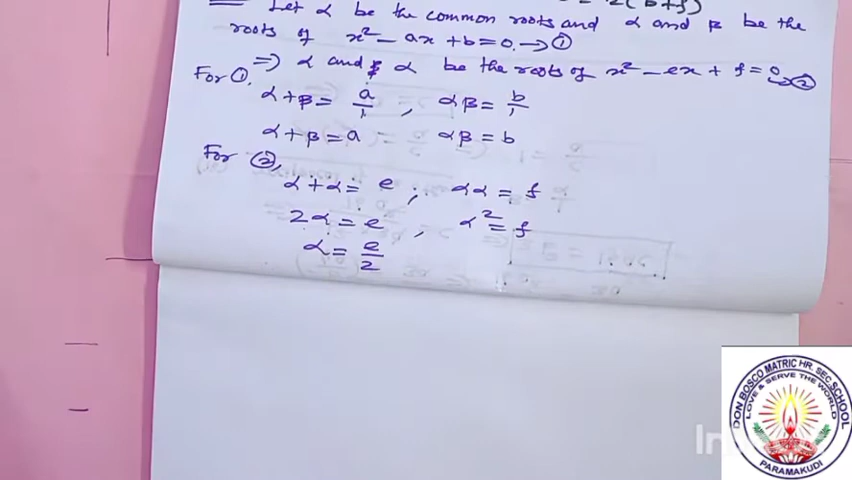 2(b+f)
Let α be the common roots and α and β be the
roots of x² - ax + b = 0 → ①
⇒ α and α be the roots of x² - ex + f = 0 → ②
For ①,
α+β = a/1 , αβ = b/1
α+β = a αβ = b
For ②,
α+α = e ; αα = f
2α = e , α² = f
α = e/2
DON BOSCO MATRIC HR. SEC. SCHOOL
LOVE & SERVE THE WORLD
PARAMAKUDI